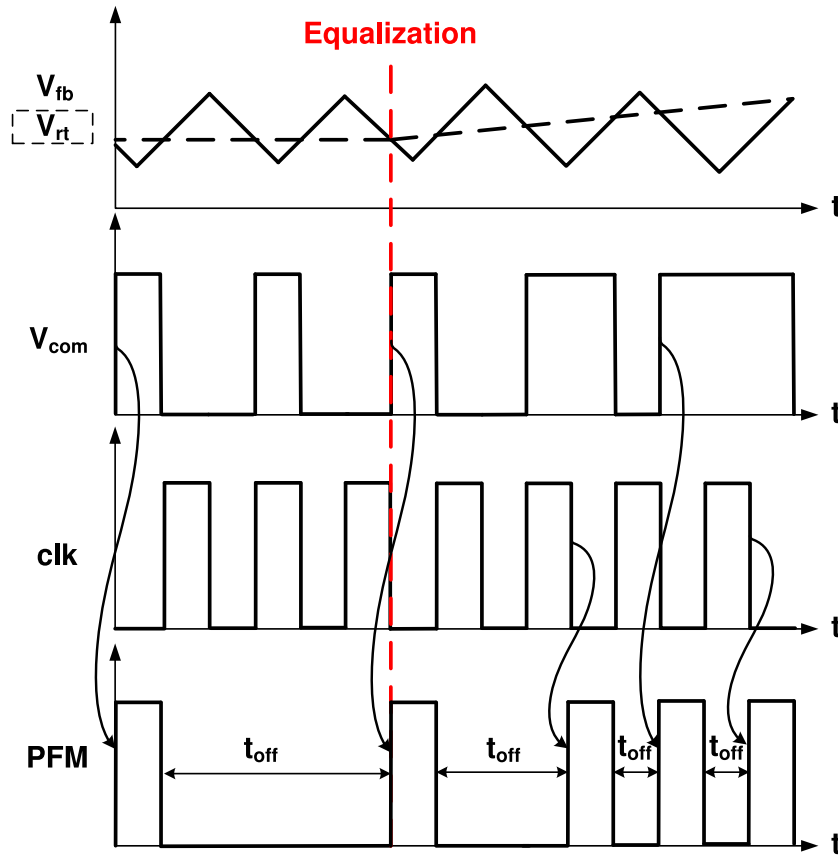 Equalization
Vfb
Vrt
t
Vcom
t
clk
t
PFM
toff
toff
toff
toff
t